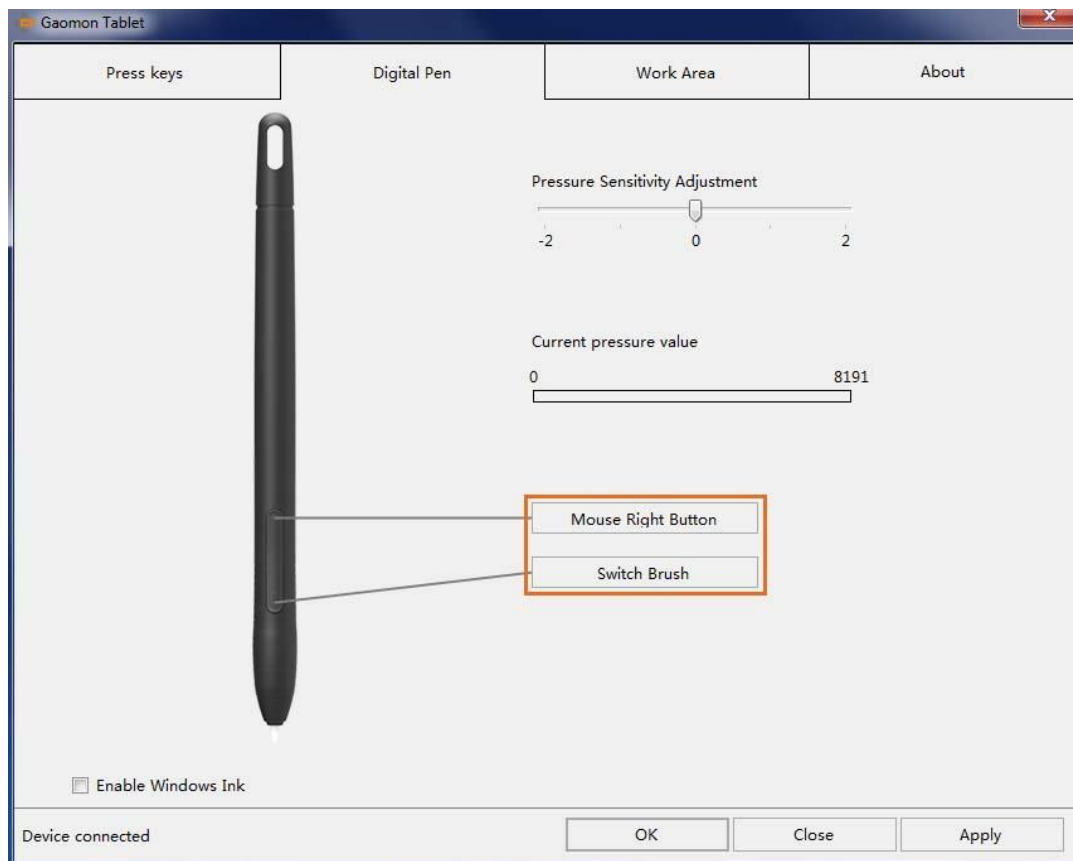 Gaomon Tablet
Press keys
Digital Pen
Work Area
About
Pressure Sensitivity Adjustment
-2 0 2
Current pressure value
0 8191
Mouse Right Button
Switch Brush
Enable Windows Ink
Device connected
OK
Close
Apply